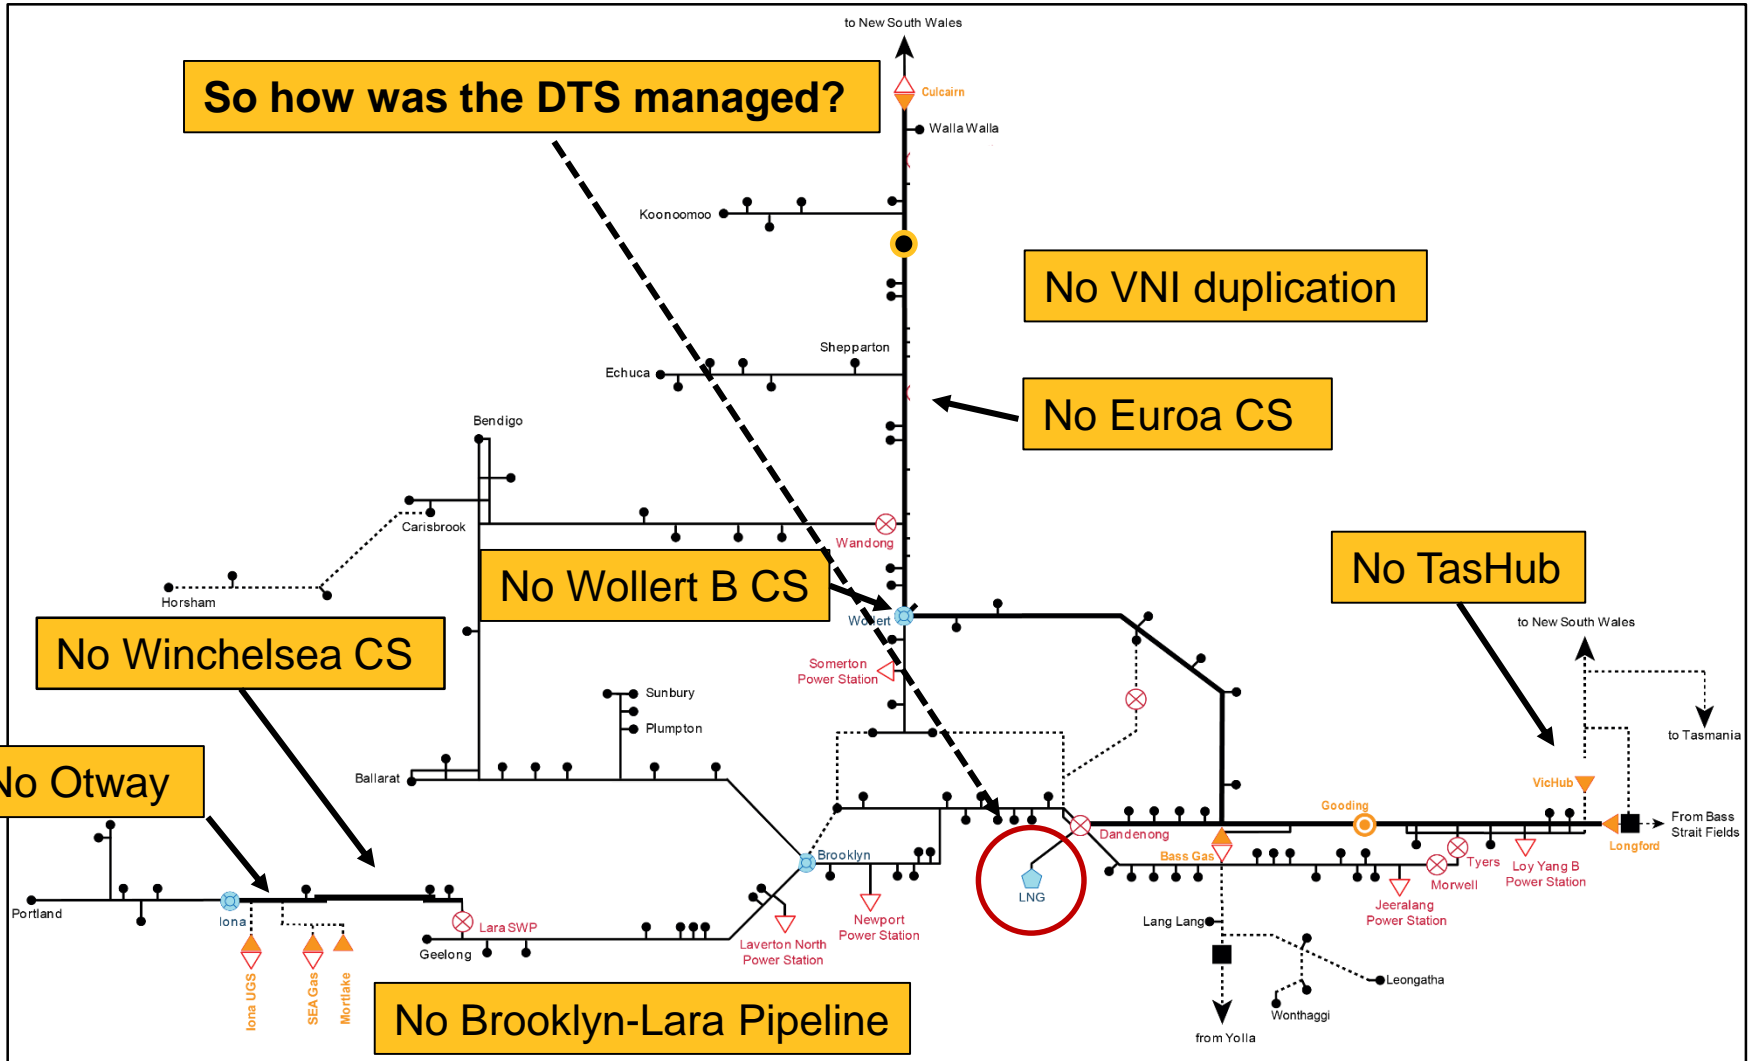 to New South Wales
So how was the DTS managed?
Culcairn
Walla Walla
Koonoomoo
No VNI duplication
Shepparton
Echuca
No Euroa CS
Bendigo
Carisbrook
Wandong
No TasHub
No Wollert B CS
Horsham
Wollert
to New South Wales
No Winchelsea CS
Somerton
Power Station
Sunbury
Plumpton
to Tasmania
No Otway
Ballarat
VicHub
Gooding
From Bass
Strait Fields
Dandenong
Longford
Brooklyn
Bass Gas
Tyers
Loy Yang B
Power Station
Morwell
LNG
Portland
Iona
Lara SWP
Newport
Power Station
Jeeralang
Power Station
Lang Lang
Geelong
Laverton North
Power Station
Iona UGS
SEA Gas
Mortlake
Leongatha
Wonthaggi
No Brooklyn-Lara Pipeline
from Yolla